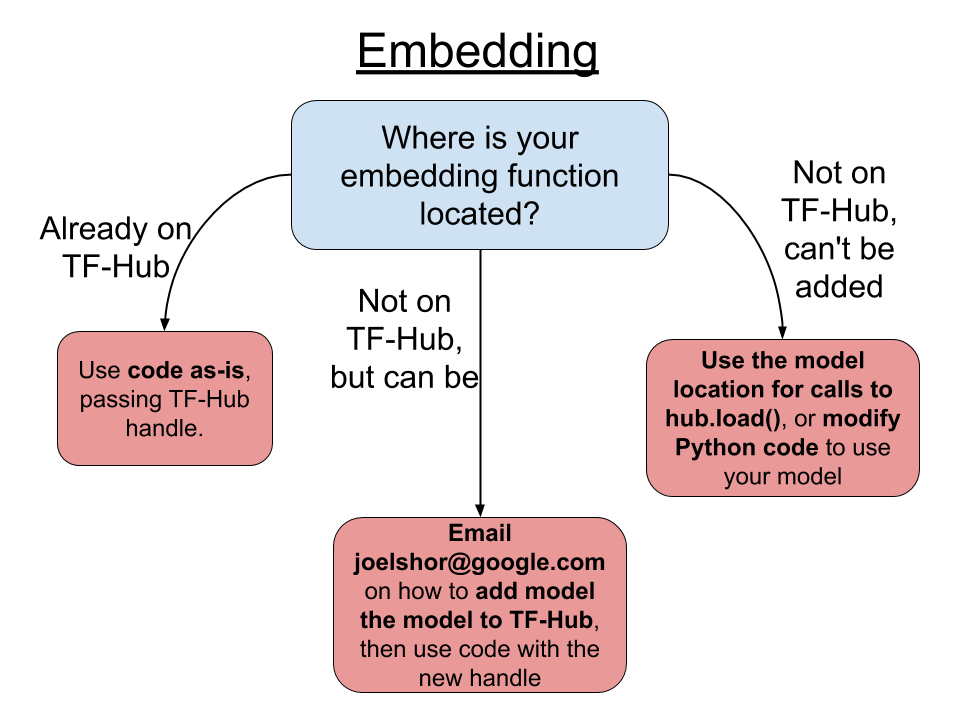 Embedding
Where is your
embedding function
located?
Already on
TF-Hub
Not on
TF-Hub,
but can be
Not on
TF-Hub,
can't be
added
Use code as-is,
passing TF-Hub
handle.
Email
joelshor@google.com
on how to add model
the model to TF-Hub,
then use code with the
new handle
Use the model
location for calls to
hub.load(), or modify
Python code to use
your model